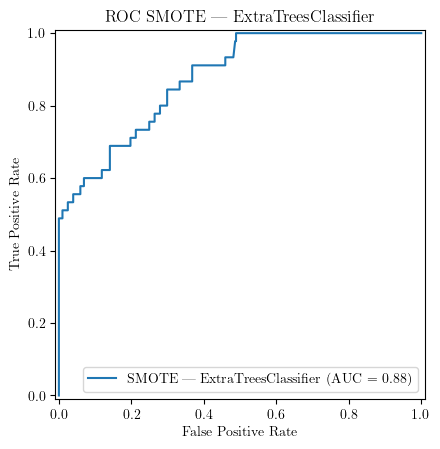 ROC SMOTE — ExtraTreesClassifier
1.0
0.8
0.6
0.4
0.2
0.0
True Positive Rate
SMOTE — ExtraTreesClassifier (AUC = 0.88)
0.0 0.2 0.4 0.6 0.8 1.0
False Positive Rate